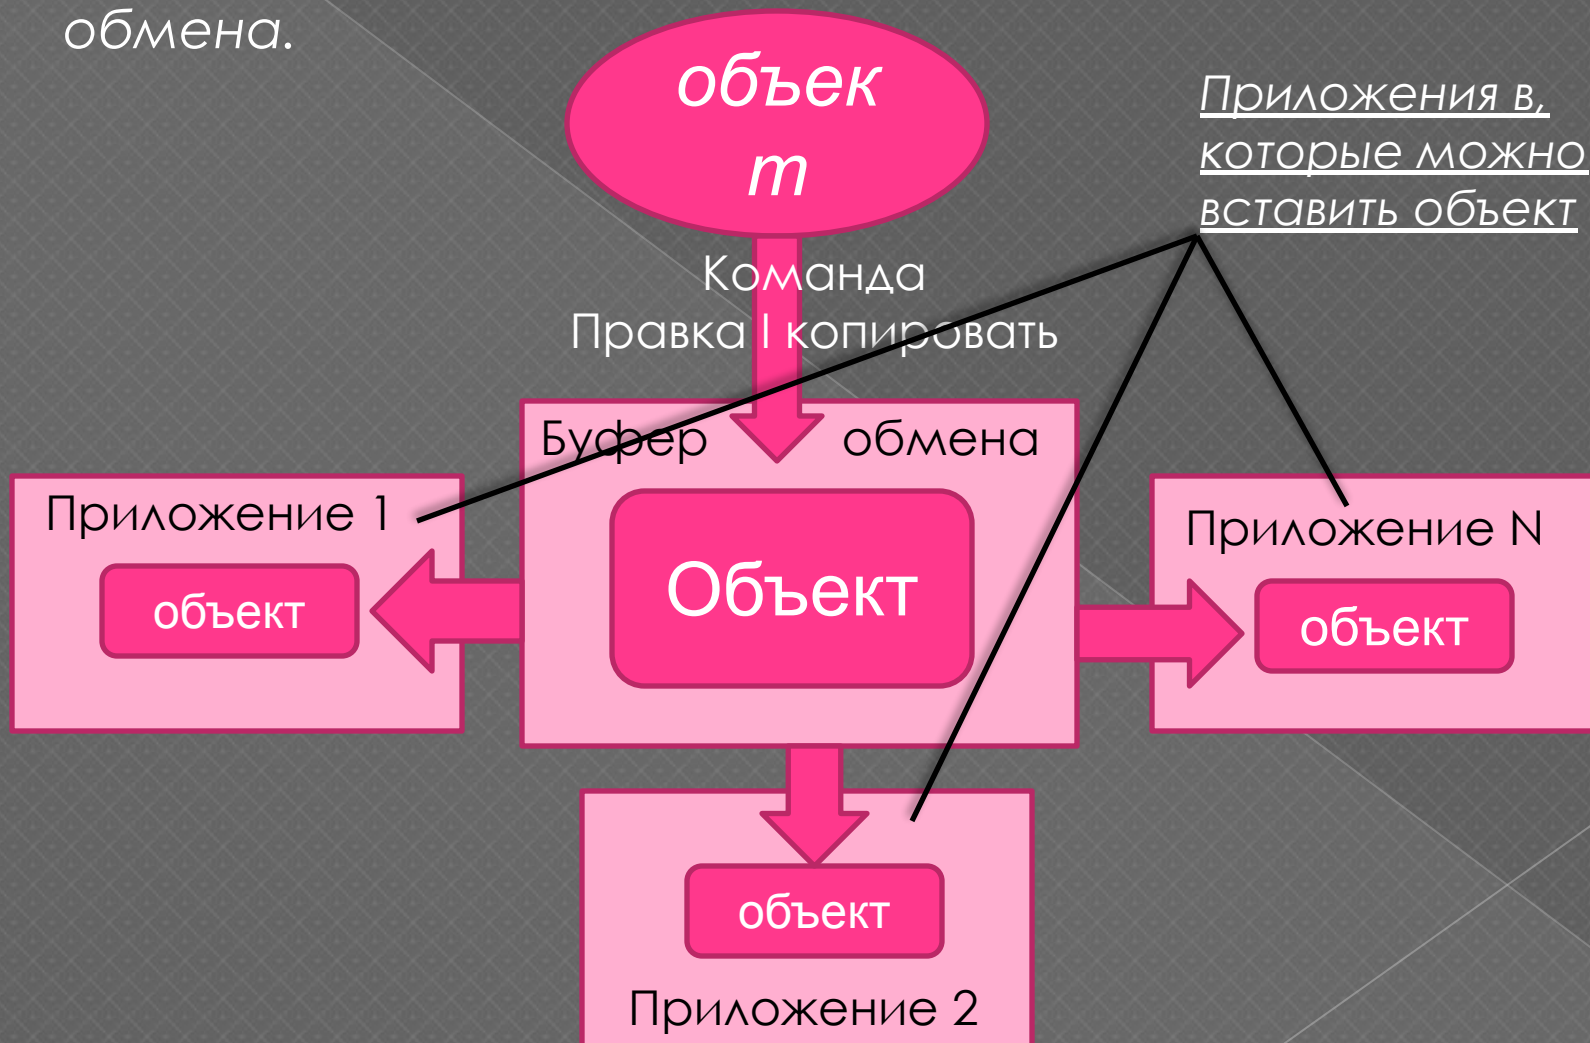 обмена.
объек
т
Приложения в,
которые можно
вставить объект
Команда
Правка I копировать
Буфер обмена
Объект
Приложение 1
объект
Приложение N
объект
объект
Приложение 2